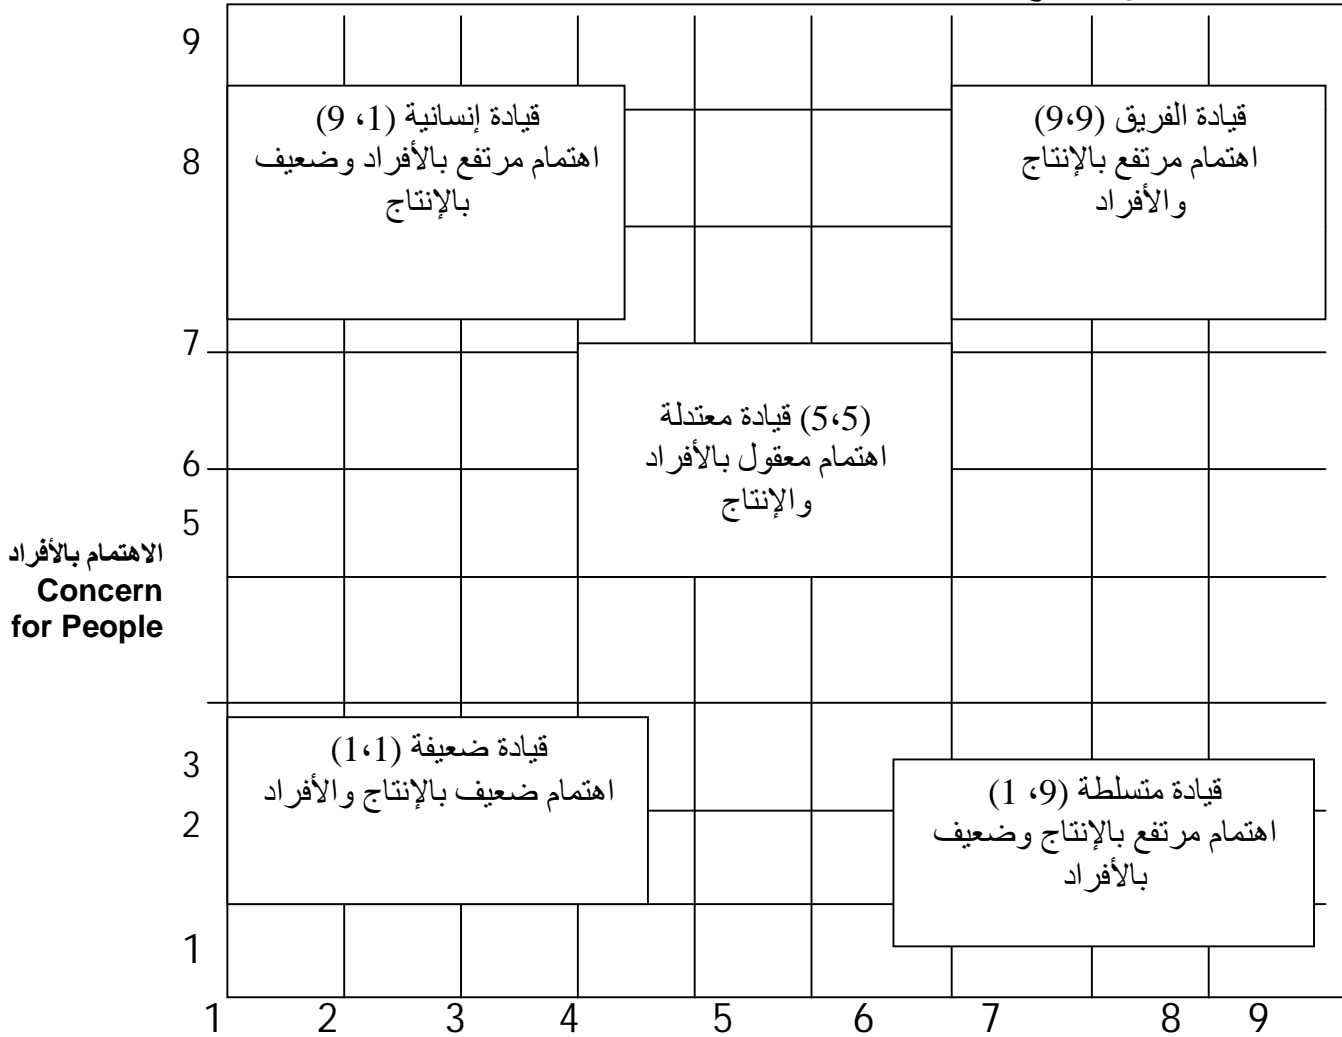 9
قيادة إنسانية (1، 9)
اهتمام مرتفع بالأفراد وضعيف
بالإنتاج
قيادة الفريق (9،9)
اهتمام مرتفع بالإنتاج
والأفراد
8
7
(5،5) قيادة معتدلة
اهتمام معقول بالأفراد
والإنتاج
6
5
الاهتمام بالأفراد
Concern
for People
قيادة ضعيفة (1،1)
اهتمام ضعيف بالإنتاج والأفراد
3
2
قيادة متسلطة (9، 1)
اهتمام مرتفع بالإنتاج وضعيف
بالأفراد
1
1 2 3 4 5 6 7 8 9